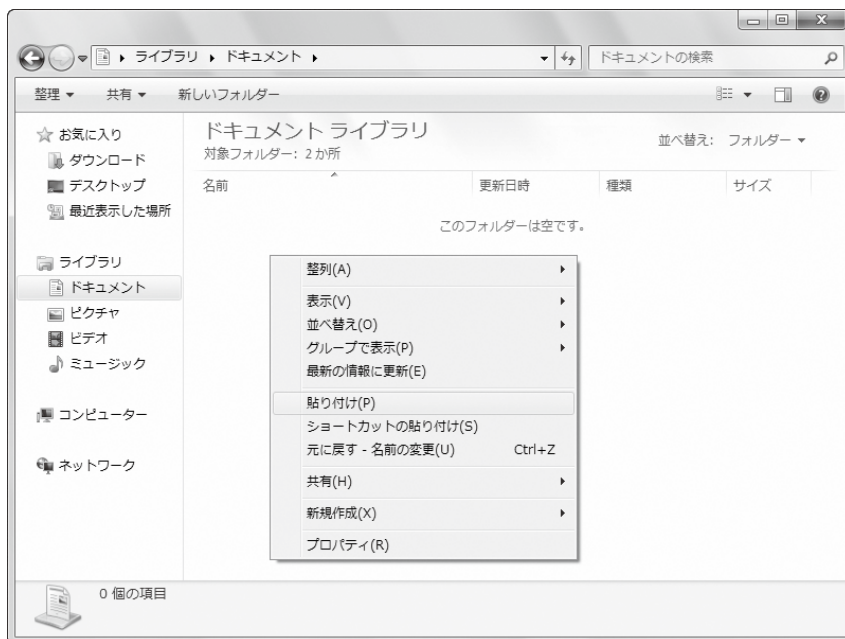 ライブラリ ドキュメント
ドキュメントの検索
整理 共有 新しいフォルダー
お気に入り
ダウンロード
デスクトップ
最近表示した場所
ライブラリ
ドキュメント
ピクチャ
ビデオ
ミュージック
コンピューター
ネットワーク
ドキュメント ライブラリ
対象フォルダー: 2 か所
並べ替え: フォルダー
名前 更新日時 種類 サイズ
このフォルダーは空です。
整列(A)
表示(V)
並べ替え(O)
グループで表示(P)
最新の情報に更新(E)
貼り付け(P)
ショートカットの貼り付け(S)
元に戻す - 名前の変更(U) Ctrl+Z
共有(H)
新規作成(X)
プロパティ(R)
0 個の項目